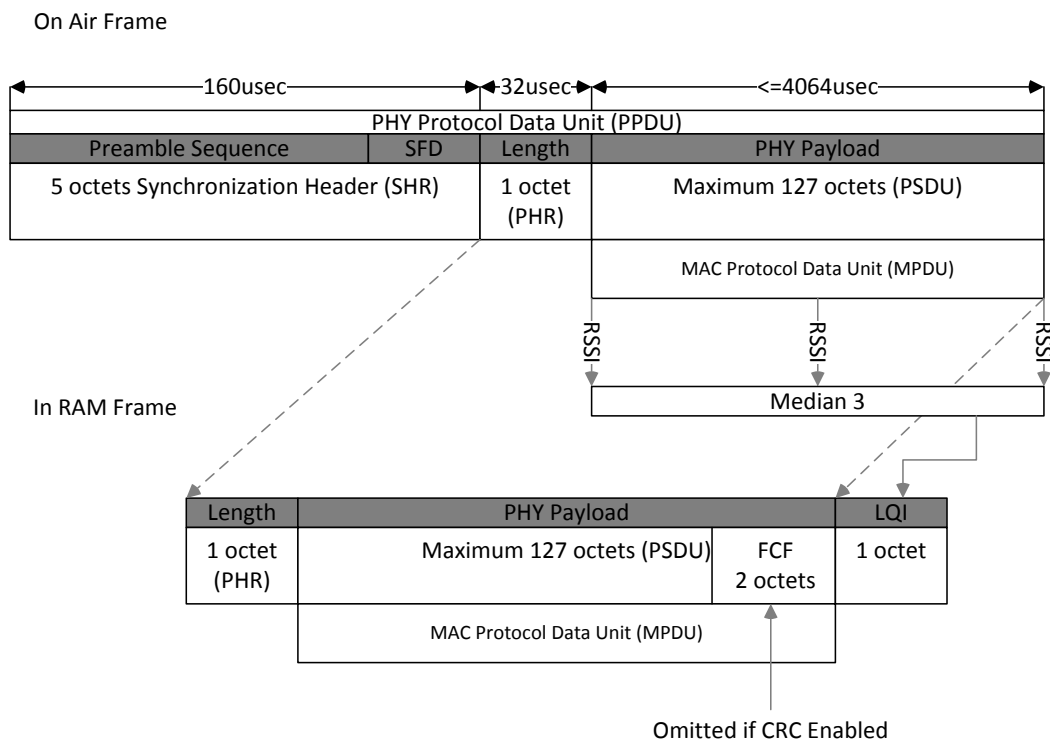 On Air Frame
160usec
32usec
<=4064usec
PHY Protocol Data Unit (PPDU)
Preamble Sequence
SFD
Length
PHY Payload
5 octets Synchronization Header (SHR)
1 octet
(PHR)
Maximum 127 octets (PSDU)
MAC Protocol Data Unit (MPDU)
RSSI
RSSI
RSSI
Median 3
In RAM Frame
Length
PHY Payload
LQI
1 octet
(PHR)
Maximum 127 octets (PSDU)
FCF
2 octets
1 octet
MAC Protocol Data Unit (MPDU)
Omitted if CRC Enabled